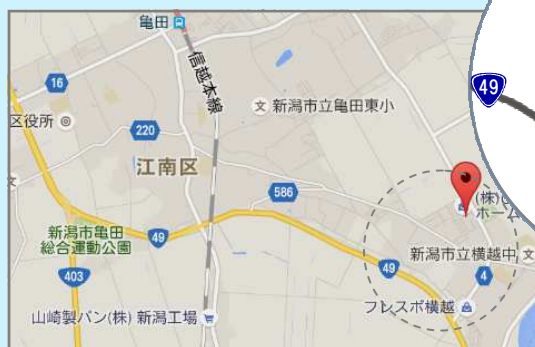 亀田
16
信越本線
49
新潟市立亀田東小
区役所
220
江南区
586
(株)
ホーム
新潟市亀田
総合運動公園
49
新潟市立横越中
49
4
403
フレスポ横越
山崎製パン(株) 新潟工場